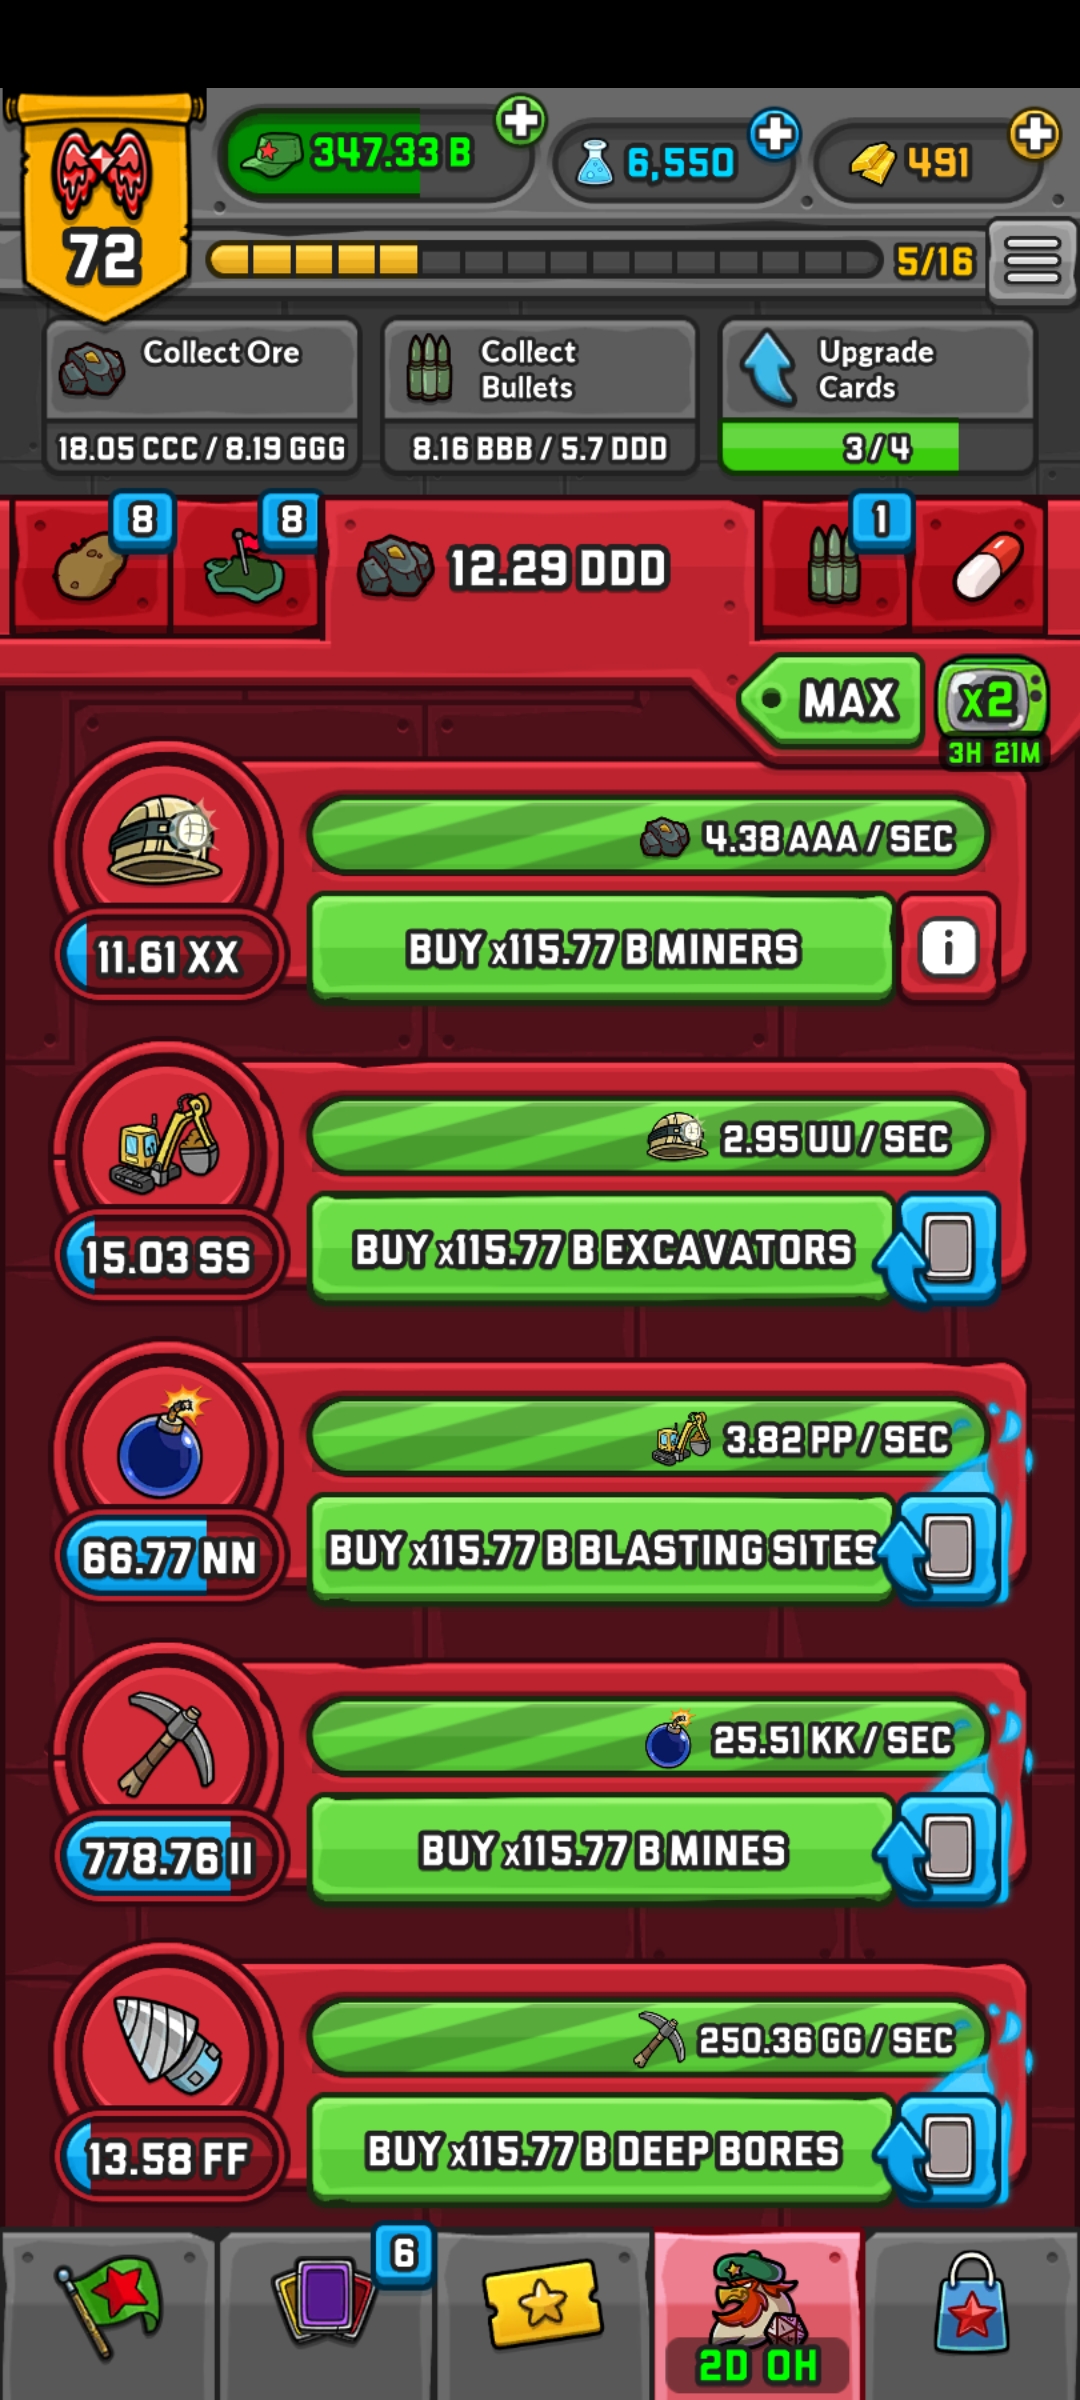 347.33 B
6,550
491
72
5/16
Collect Ore
18.05 CCC / 8.19 GGG
Collect
Bullets
8.16 BBB / 5.7 DDD
Upgrade
Cards
3/4
8
8
12.29 DDD
1
MAX
x2
3H 21M
4.38 AAA / SEC
11.61 XX
BUY x115.77 B MINERS
i
2.95 UU / SEC
15.03 SS
BUY x115.77 B EXCAVATORS
3.82 PP / SEC
66.77 NN
BUY x115.77 B BLASTING SITES
25.51 KK / SEC
778.76 II
BUY x115.77 B MINES
250.36 GG / SEC
13.58 FF
BUY x115.77 B DEEP BORES
6
2D 0H